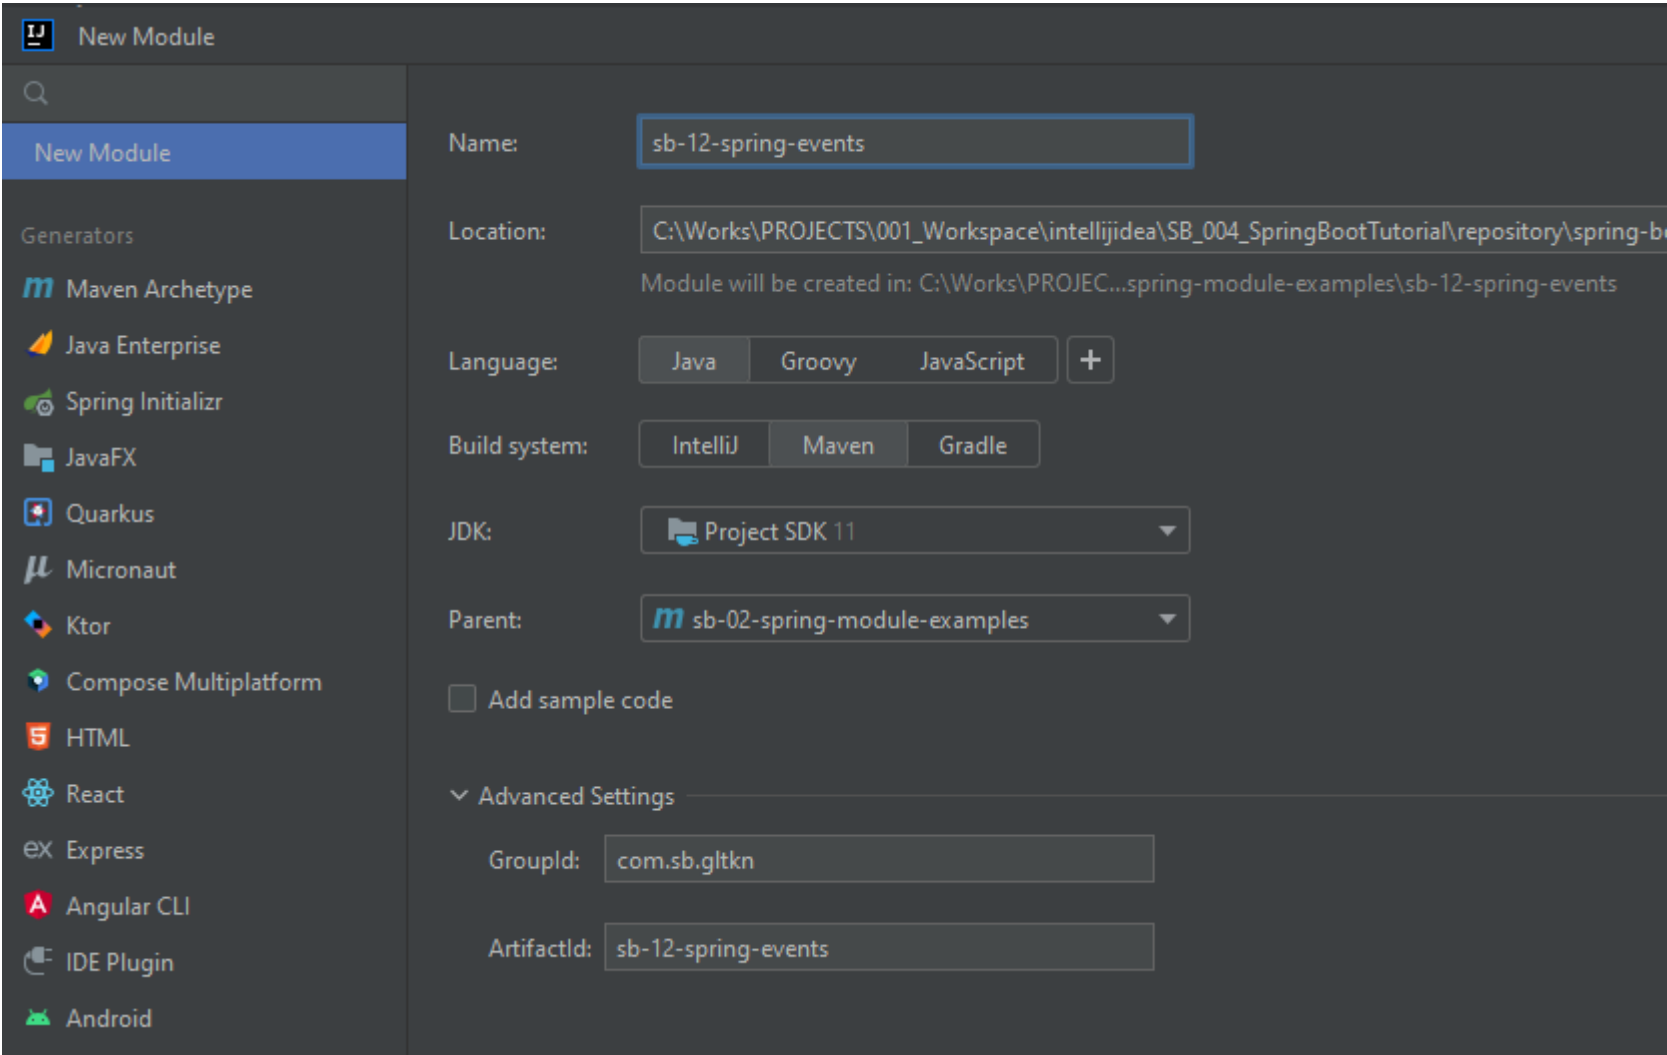 New Module
New Module
Generators
Maven Archetype
Java Enterprise
Spring Initializr
JavaFX
Quarkus
Micronaut
Ktor
Compose Multiplatform
HTML
React
ex Express
Angular CLI
IDE Plugin
Android
Name: sb-12-spring-events
Location: C:\Works\PROJECTS\001_Workspace\intellijidea\SB_004_SpringBootTutorial\repository\spring-b
Module will be created in: C:\Works\PROJEC...spring-module-examples\sb-12-spring-events
Language: Java Groovy JavaScript +
Build system: IntelliJ Maven Gradle
JDK: Project SDK 11
Parent: m sb-02-spring-module-examples
Add sample code
Advanced Settings
GroupId: com.sb.gltkn
ArtifactId: sb-12-spring-events